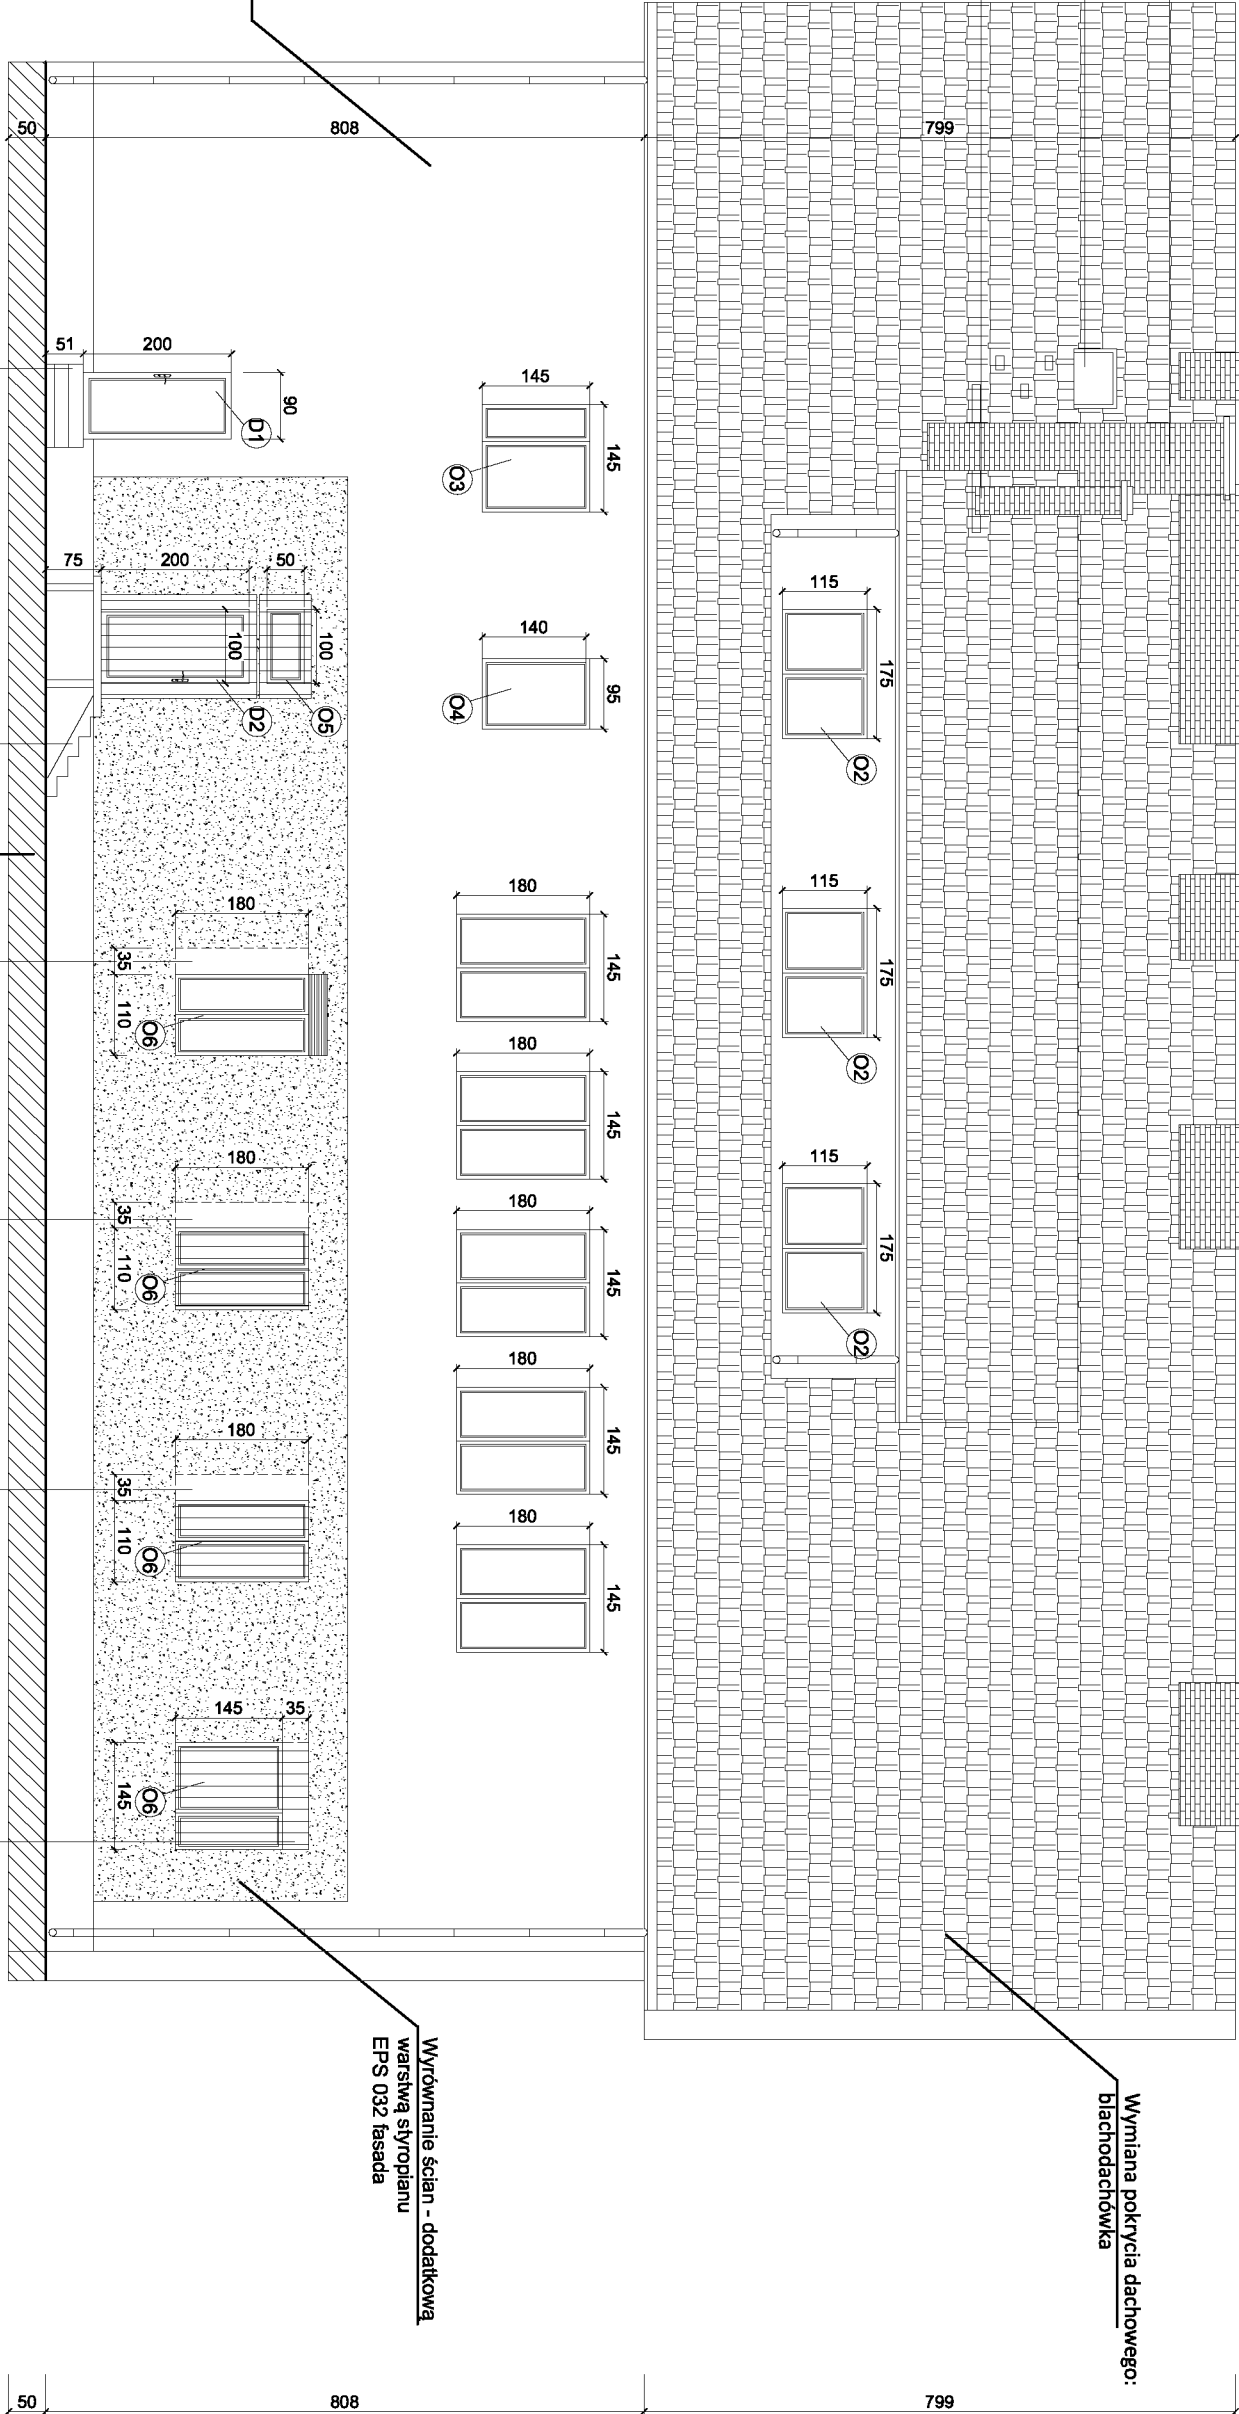 Wymiana pokrycia dachowego:
blachodachówka
Wyrównanie ścian - dodatkową
warstwą styropianu
EPS 032 fasada
50
808
799
115
175
O2
115
175
O2
115
175
O2
145
145
O3
140
95
O4
180
145
180
145
180
145
180
145
180
145
51
200
90
D1
75
200
50
100
100
D2
O5
180
35
110
O6
180
35
110
O6
180
35
110
O6
145
35
145
O6
50
808
799